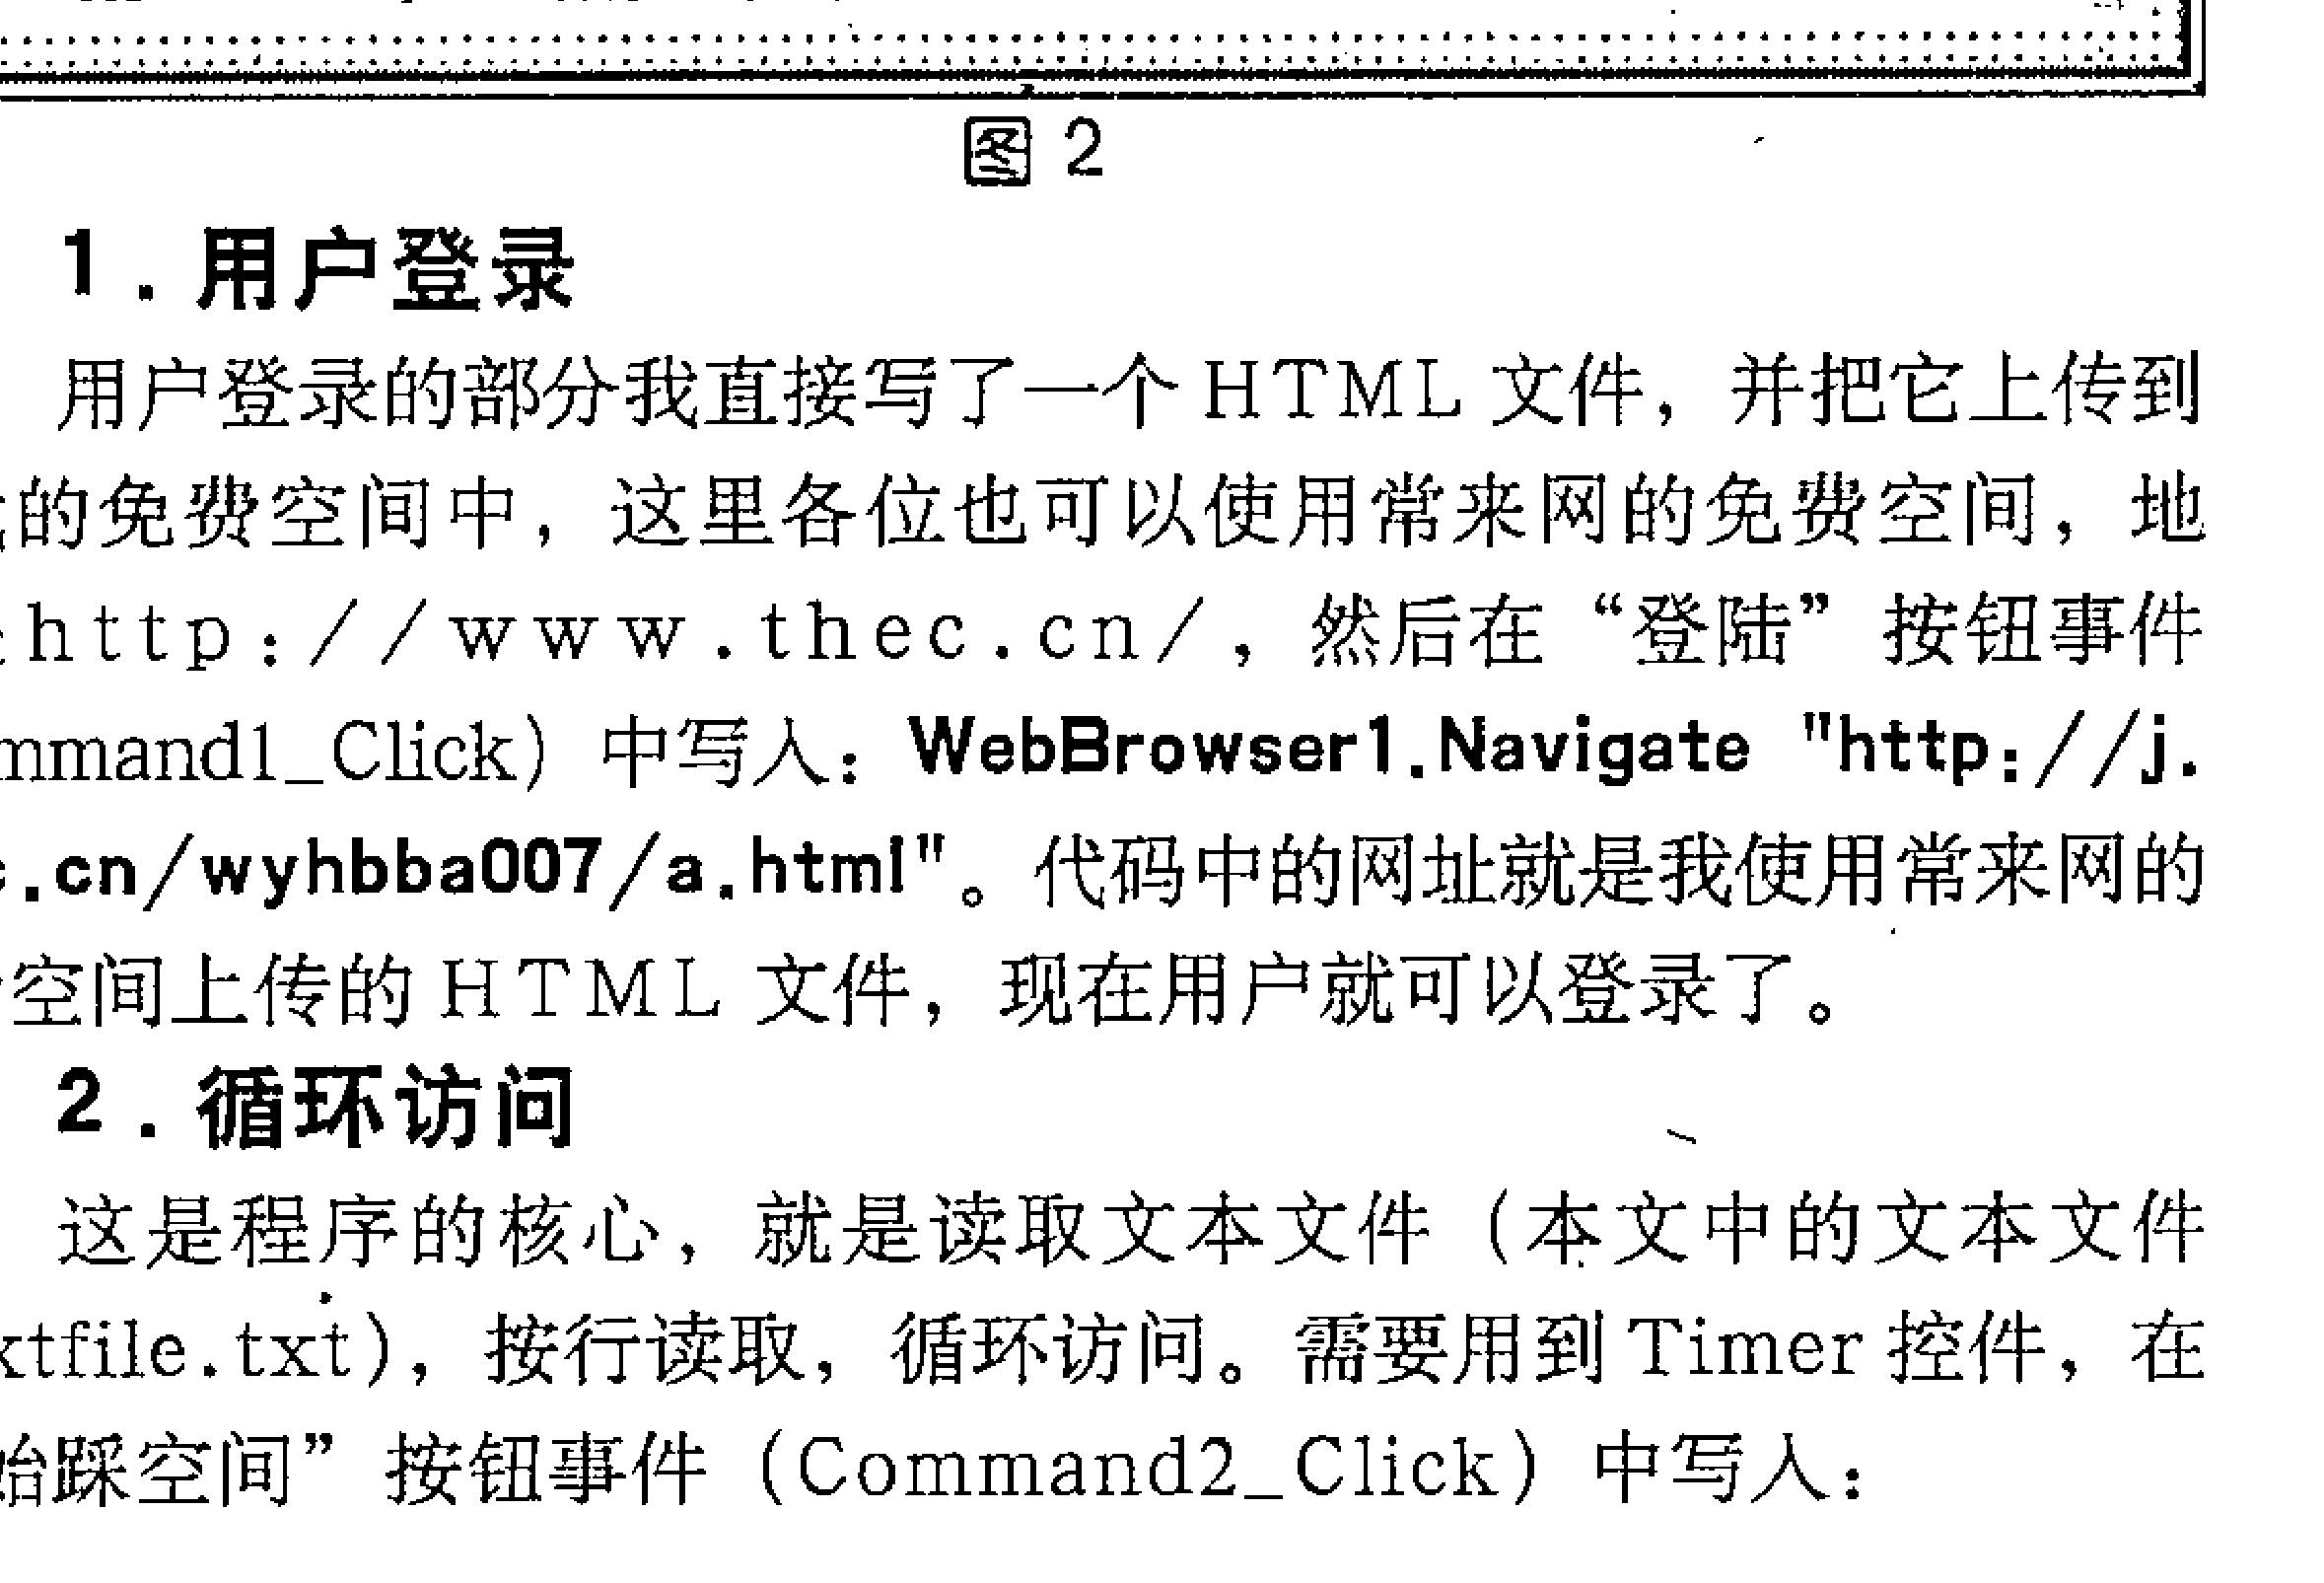 图 2
1.用户登录
用户登录的部分我直接写了一个 HTML 文件，并把它上传到
的免费空间中，这里各位也可以使用常来网的免费空间，地
http://www.thec.cn/，然后在“登陆”按钮事件
mmand1_Click）中写入：WebBrowser1.Navigate "http://j.
.cn/wyhbba007/a.html"。代码中的网址就是我使用常来网的
空间上传的 HTML 文件，现在用户就可以登录了。
2.循环访问
这是程序的核心，就是读取文本文件（本文中的文本文件
xtfile.txt），按行读取，循环访问。需要用到 Timer 控件，在
始踩空间”按钮事件（Command2_Click）中写入：